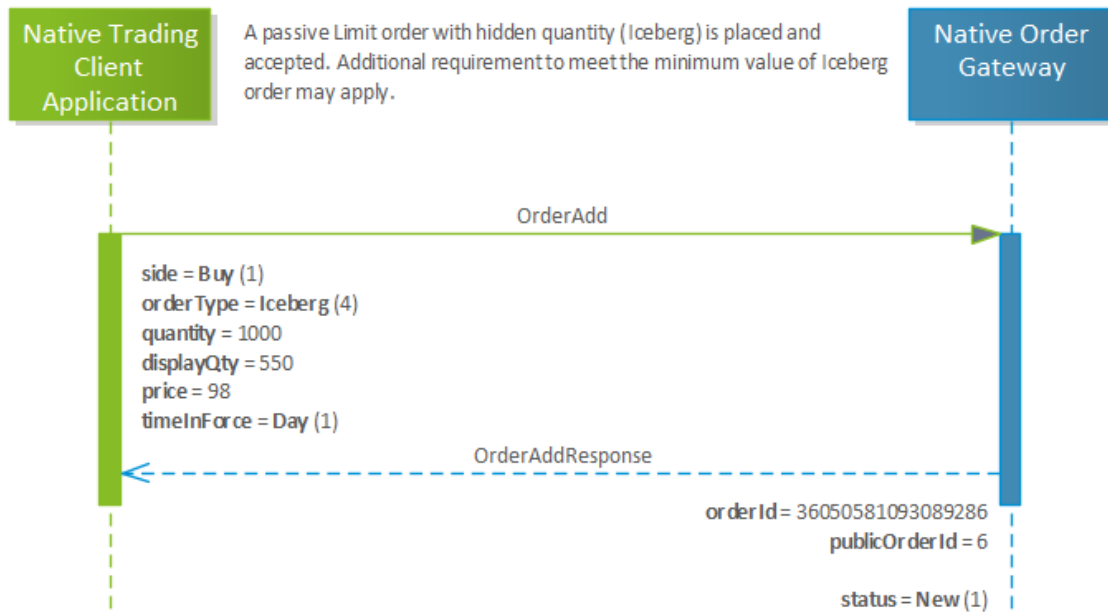 Native Trading
Client
Application
A passive Limit order with hidden quantity (Iceberg) is placed and
accepted. Additional requirement to meet the minimum value of Iceberg
order may apply.
Native Order
Gateway
OrderAdd
side = Buy (1)
orderType = Iceberg (4)
quantity = 1000
displayQty = 550
price = 98
timeInForce = Day (1)
OrderAddResponse
orderId = 36050581093089286
publicOrderId = 6
status = New (1)